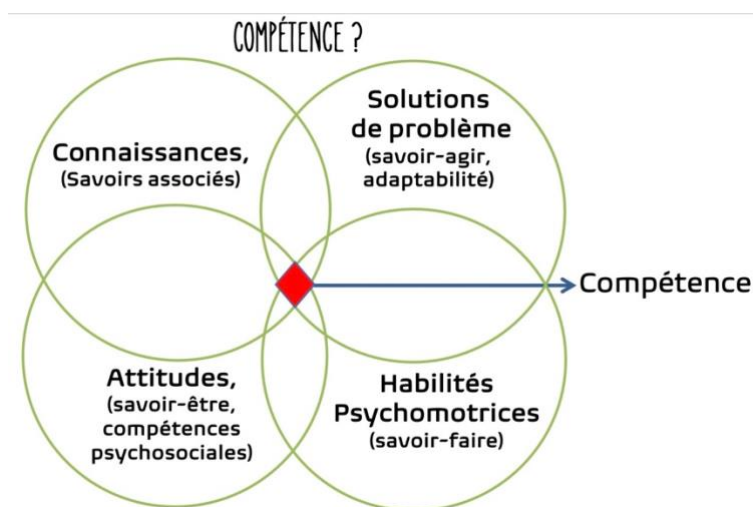 COMPÉTENCE ?
Connaissances,
(Savoirs associés)
Solutions
de problème
(savoir-agir,
adaptabilité)
Compétence
Attitudes,
(savoir-être,
compétences
psychosociales)
Habilités
Psychomotrices
(savoir-faire)